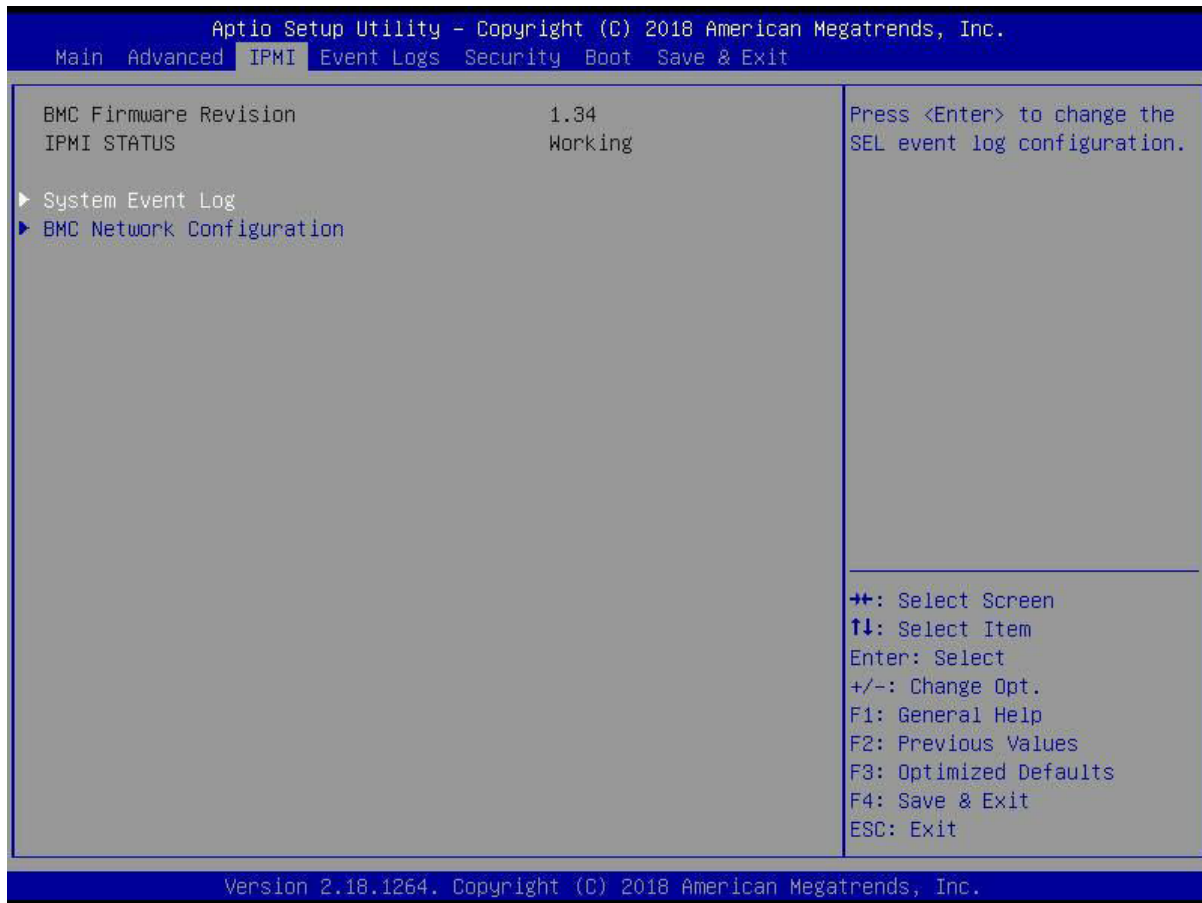 Aptio Setup Utility – Copyright (C) 2018 American Megatrends, Inc.
Main Advanced IPMI Event Logs Security Boot Save & Exit
BMC Firmware Revision 1.34
IPMI STATUS Working
System Event Log
BMC Network Configuration
Press <Enter> to change the
SEL event log configuration.
→←: Select Screen
↑↓: Select Item
Enter: Select
+/-: Change Opt.
F1: General Help
F2: Previous Values
F3: Optimized Defaults
F4: Save & Exit
ESC: Exit
Version 2.18.1264. Copyright (C) 2018 American Megatrends, Inc.